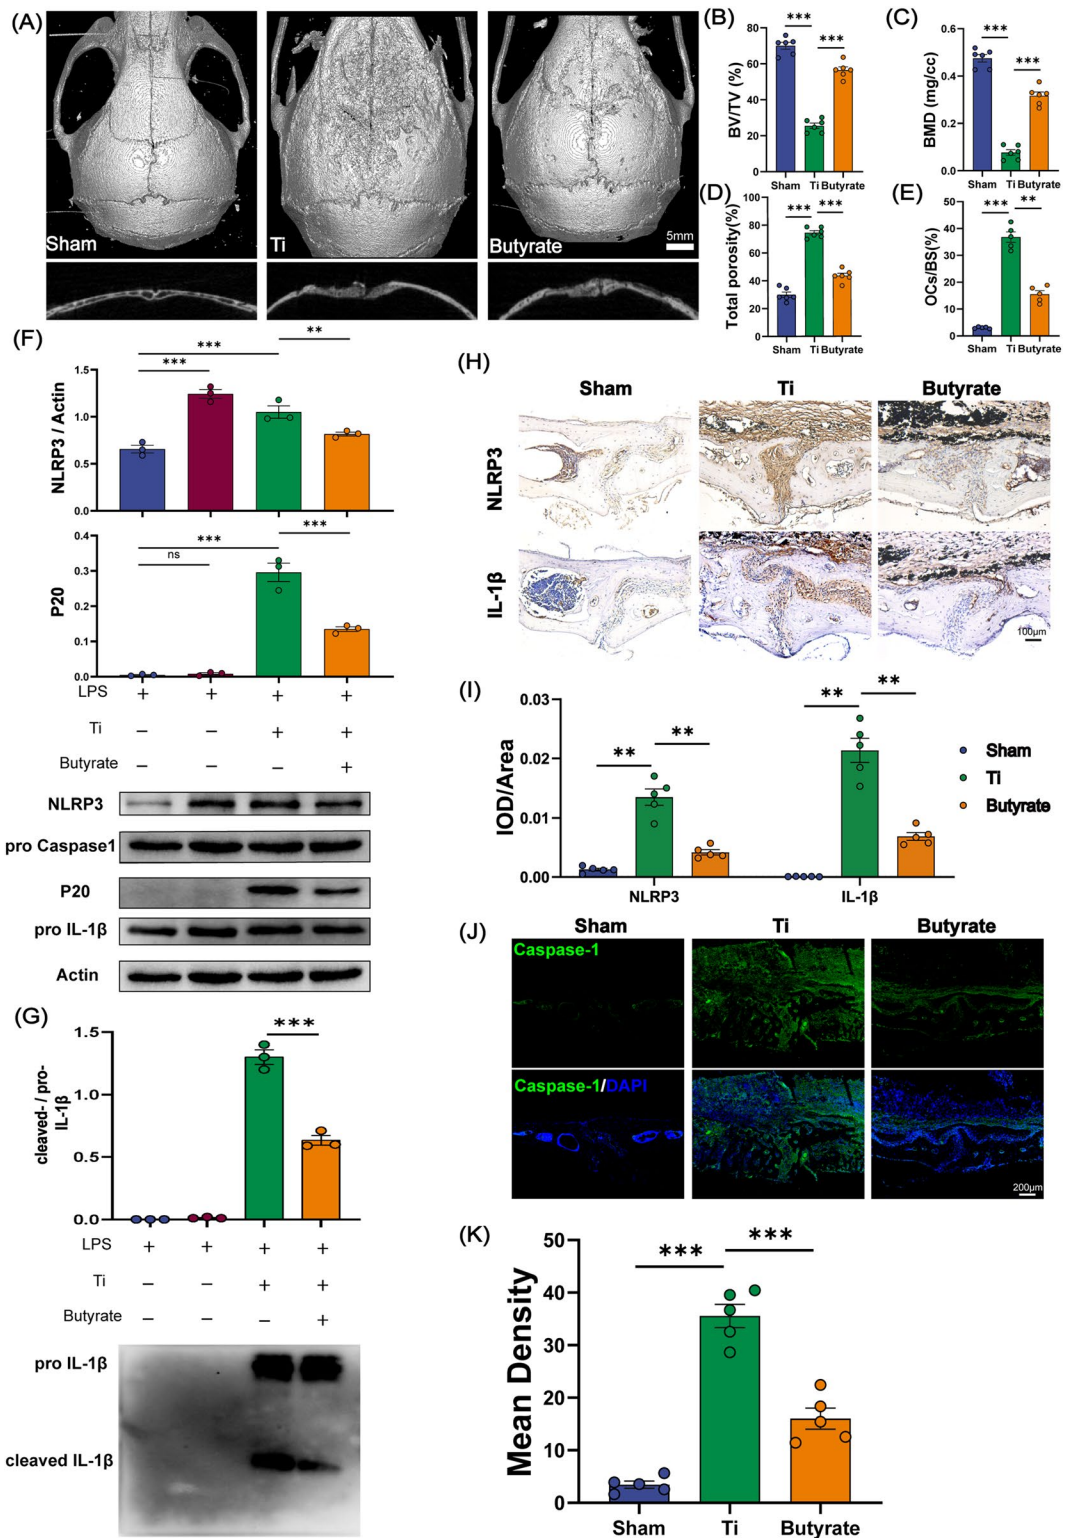 (A)
Sham
Ti
Butyrate
5mm
(B)
BV/TV (%)
80
60
40
20
0
***
***
Sham
Ti
Butyrate
(C)
BMD (mg/cc)
0.6
0.4
0.2
0.0
***
***
Sham
Ti
Butyrate
(D)
Total porosity(%)
100
80
60
40
20
0
***
***
Sham
Ti
Butyrate
(E)
OCs/BS(%)
50
40
30
20
10
0
***
**
Sham
Ti
Butyrate
(F)
NLRP3 / Actin
1.5
1.0
0.5
0.0
***
***
**
P20
0.4
0.3
0.2
0.1
0.0
***
ns
***
LPS + + + +
Ti − − + +
Butyrate − − − +
NLRP3
pro Caspase1
P20
pro IL-1β
Actin
(G)
cleaved- / pro-
IL-1β
1.5
1.0
0.5
0.0
***
LPS + + + +
Ti − − + +
Butyrate − − − +
pro IL-1β
cleaved IL-1β
(H)
Sham
Ti
Butyrate
NLRP3
IL-1β
100μm
(I)
IOD/Area
0.03
0.02
0.01
0.00
**
**
**
**
NLRP3
IL-1β
Sham
Ti
Butyrate
(J)
Sham
Ti
Butyrate
Caspase-1
Caspase-1/DAPI
200μm
(K)
Mean Density
50
40
30
20
10
0
***
***
Sham
Ti
Butyrate